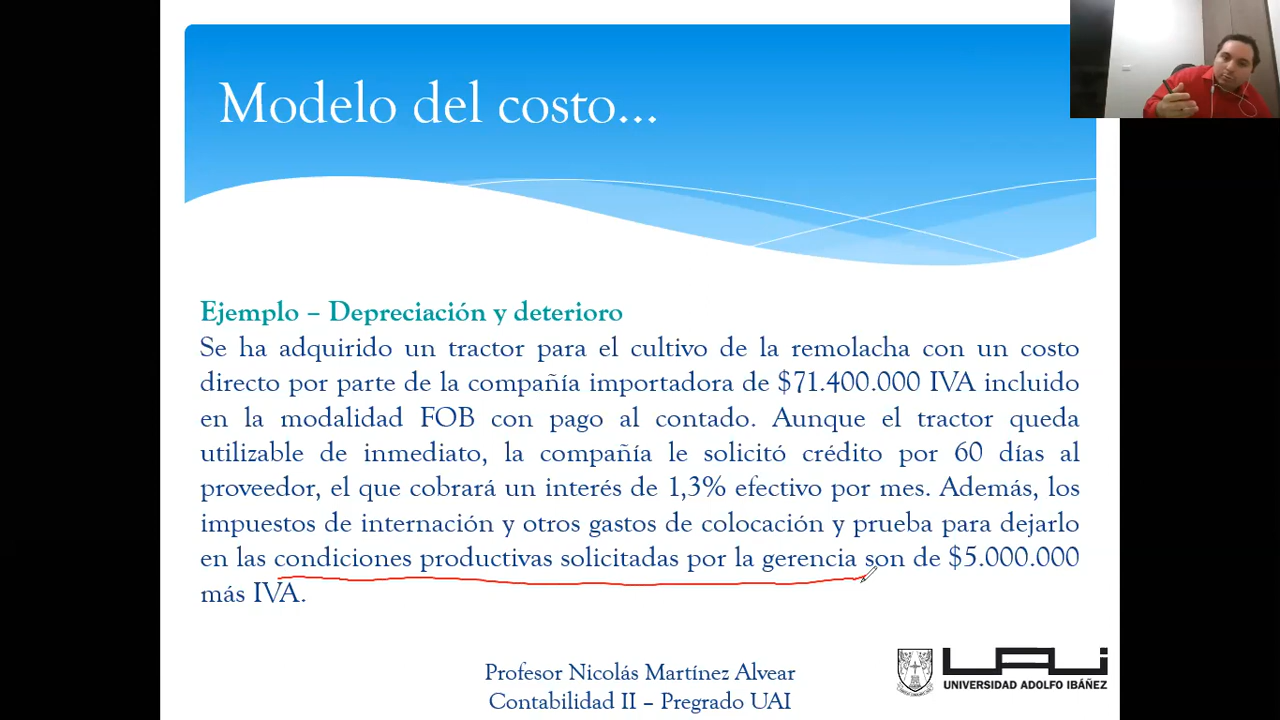 Modelo del costo...
Ejemplo – Depreciación y deterioro
Se ha adquirido un tractor para el cultivo de la remolacha con un costo
directo por parte de la compañía importadora de $71.400.000 IVA incluido
en la modalidad FOB con pago al contado. Aunque el tractor queda
utilizable de inmediato, la compañía le solicitó crédito por 60 días al
proveedor, el que cobrará un interés de 1,3% efectivo por mes. Además, los
impuestos de internación y otros gastos de colocación y prueba para dejarlo
en las condiciones productivas solicitadas por la gerencia son de $5.000.000
más IVA.
Profesor Nicolás Martínez Alvear
Contabilidad II – Pregrado UAI
UAI
UNIVERSIDAD ADOLFO IBÁÑEZ